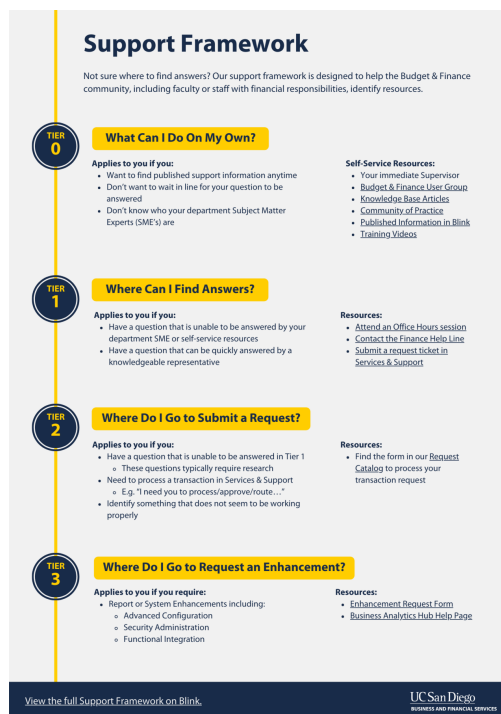 Support Framework
Not sure where to find answers? Our support framework is designed to help the Budget & Finance
community, including faculty or staff with financial responsibilities, identify resources.
TIER
0
What Can I Do On My Own?
Applies to you if you:
• Want to find published support information anytime
• Don't want to wait in line for your question to be
answered
• Don't know who your department Subject Matter
Experts (SME's) are
Self-Service Resources:
• Your immediate Supervisor
• Budget & Finance User Group
• Knowledge Base Articles
• Community of Practice
• Published Information in Blink
• Training Videos
TIER
1
Where Can I Find Answers?
Applies to you if you:
• Have a question that is unable to be answered by your
department SME or self-service resources
• Have a question that can be quickly answered by a
knowledgeable representative
Resources:
• Attend an Office Hours session
• Contact the Finance Help Line
• Submit a request ticket in
Services & Support
TIER
2
Where Do I Go to Submit a Request?
Applies to you if you:
• Have a question that is unable to be answered in Tier 1
◦ These questions typically require research
• Need to process a transaction in Services & Support
◦ E.g. "I need you to process/approve/route…"
• Identify something that does not seem to be working
properly
Resources:
• Find the form in our Request
Catalog to process your
transaction request
TIER
3
Where Do I Go to Request an Enhancement?
Applies to you if you require:
• Report or System Enhancements including:
◦ Advanced Configuration
◦ Security Administration
◦ Functional Integration
Resources:
• Enhancement Request Form
• Business Analytics Hub Help Page
View the full Support Framework on Blink.
UC San Diego
BUSINESS AND FINANCIAL SERVICES